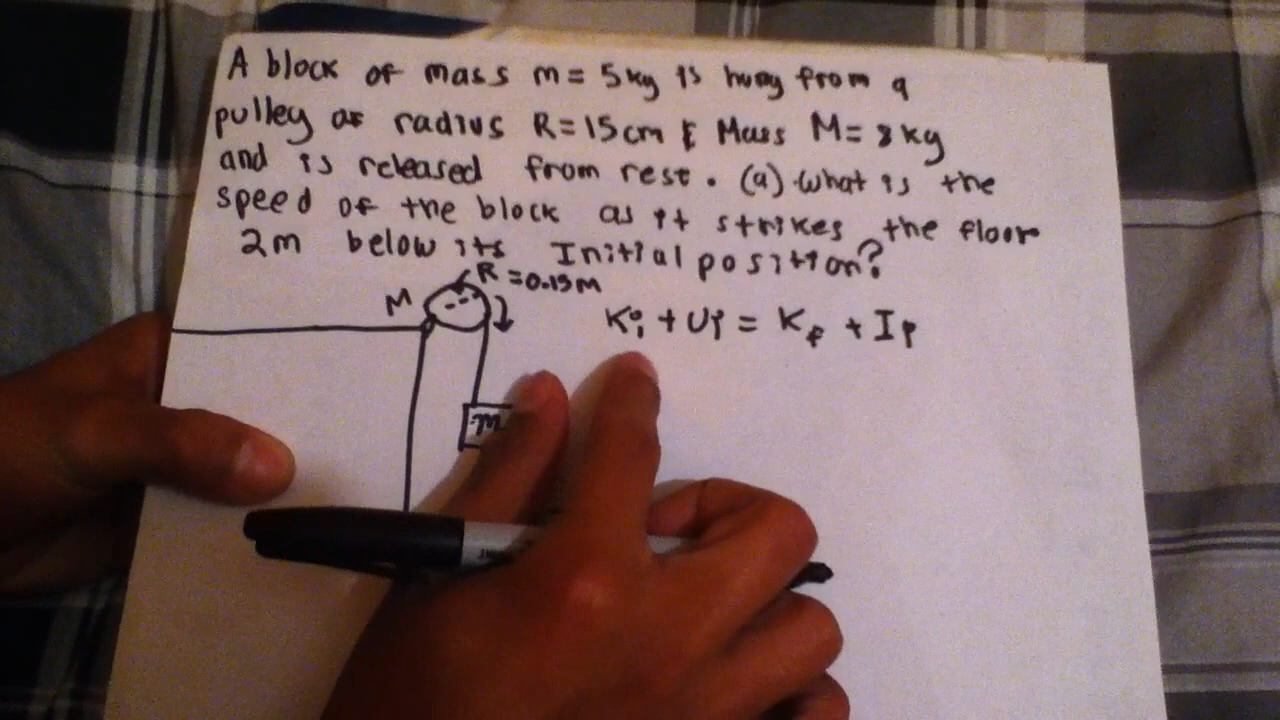 A block of mass m = 5kg is hung from a
pulley of radius R = 15cm & Mass M = 8kg
and is released from rest. (a) what is the
speed of the block as it strikes the floor
2m below its Initial position?
R = 0.15M
M
Ki + Ui = Kf + If
m